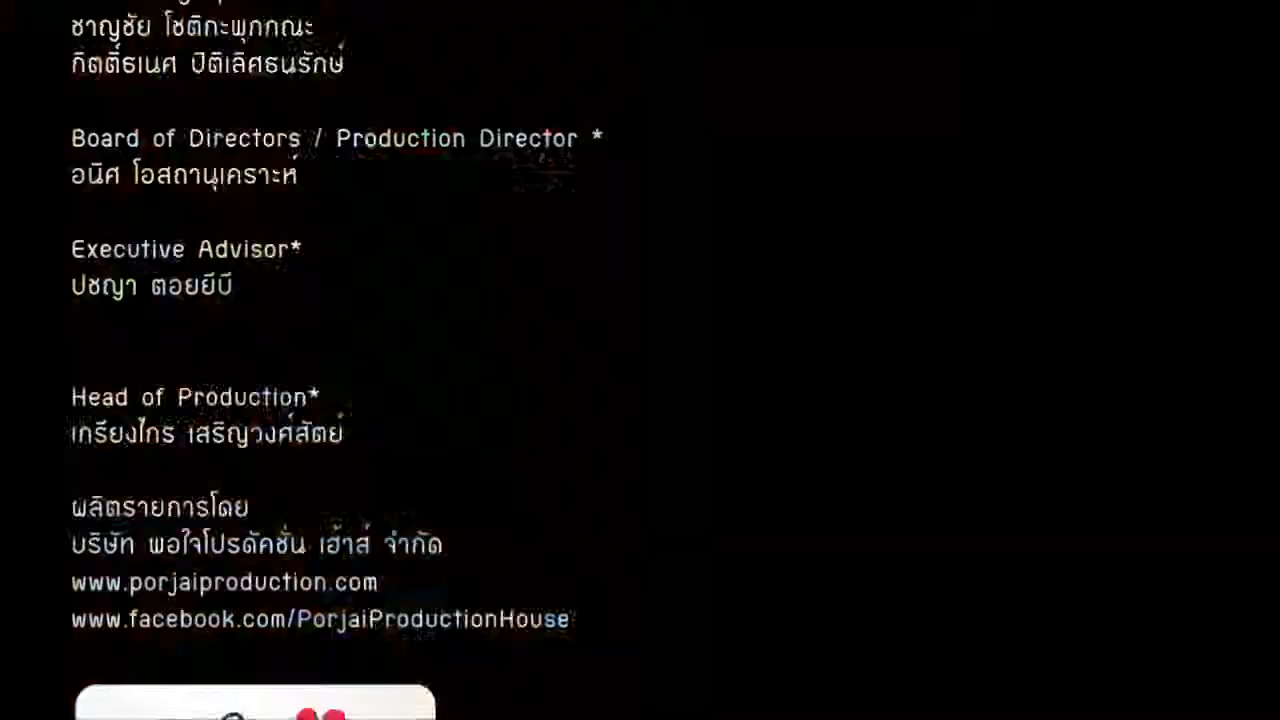 ชาญชัย โชติกะพุกกณะ
กิตติ์ธเนศ ปิติเลิศธนรักษ์
Board of Directors / Production Director *
อนิศ โอสถานุเคราะห์
Executive Advisor*
ปชญา ตอยยีบี
Head of Production*
เกรียงไกร เสริญวงศ์สัตย์
ผลิตรายการโดย
บริษัท พอใจโปรดัคชั่น เฮ้าส์ จำกัด
www.porjaiproduction.com
www.facebook.com/PorjaiProductionHouse